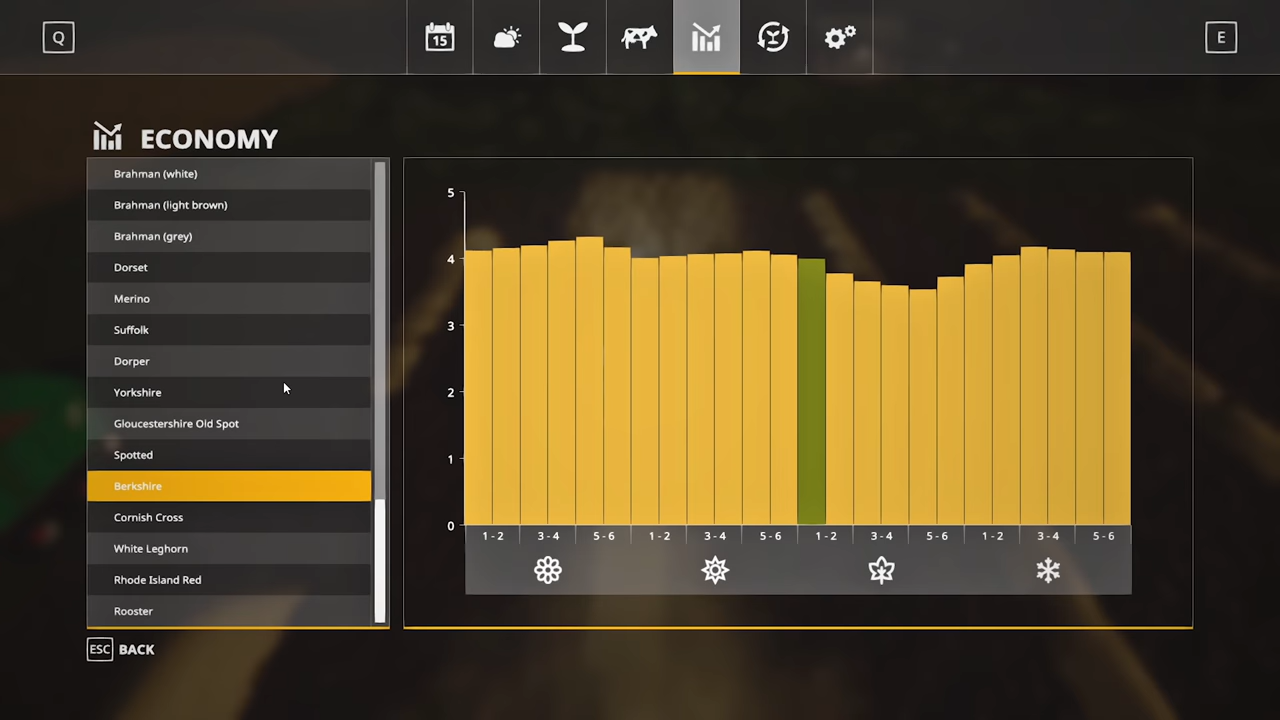 Q
15
E
ECONOMY
Brahman (white)
Brahman (light brown)
Brahman (grey)
Dorset
Merino
Suffolk
Dorper
Yorkshire
Gloucestershire Old Spot
Spotted
Berkshire
Cornish Cross
White Leghorn
Rhode Island Red
Rooster
5
4
3
2
1
0
1 - 2 3 - 4 5 - 6 1 - 2 3 - 4 5 - 6 1 - 2 3 - 4 5 - 6 1 - 2 3 - 4 5 - 6
ESC BACK